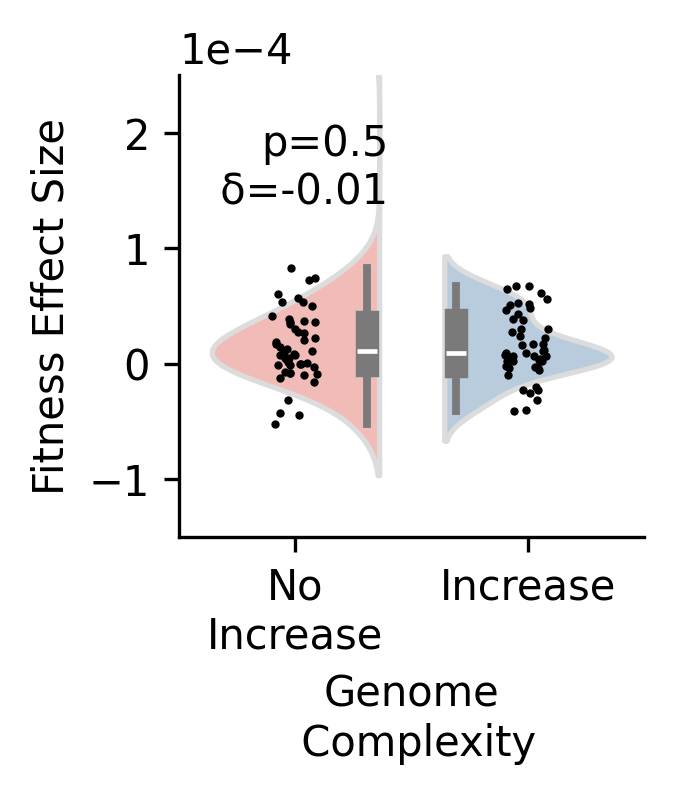 1e−4
Fitness Effect Size
2
1
0
−1
p=0.5
δ=-0.01
No
Increase
Increase
Genome
Complexity